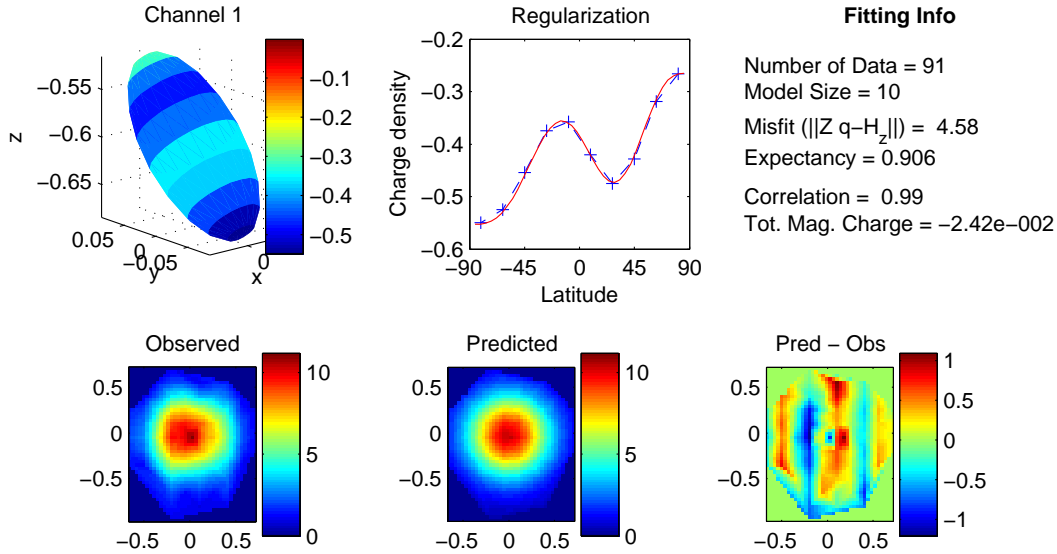 Channel 1
−0.55
−0.6
−0.65
z
0.05
0
−0.05
y
0
x
−0.1
−0.2
−0.3
−0.4
−0.5
Regularization
−0.2
−0.3
−0.4
−0.5
−0.6
Charge density
−90
−45
0
45
90
Latitude
Fitting Info
Number of Data = 91
Model Size = 10
Misfit (||Z q−H_z||) = 4.58
Expectancy = 0.906
Correlation = 0.99
Tot. Mag. Charge = −2.42e−002
Observed
0.5
0
−0.5
−0.5 0 0.5
10
5
0
Predicted
0.5
0
−0.5
−0.5 0 0.5
10
5
0
Pred − Obs
0.5
0
−0.5
−0.5 0 0.5
1
0.5
0
−0.5
−1